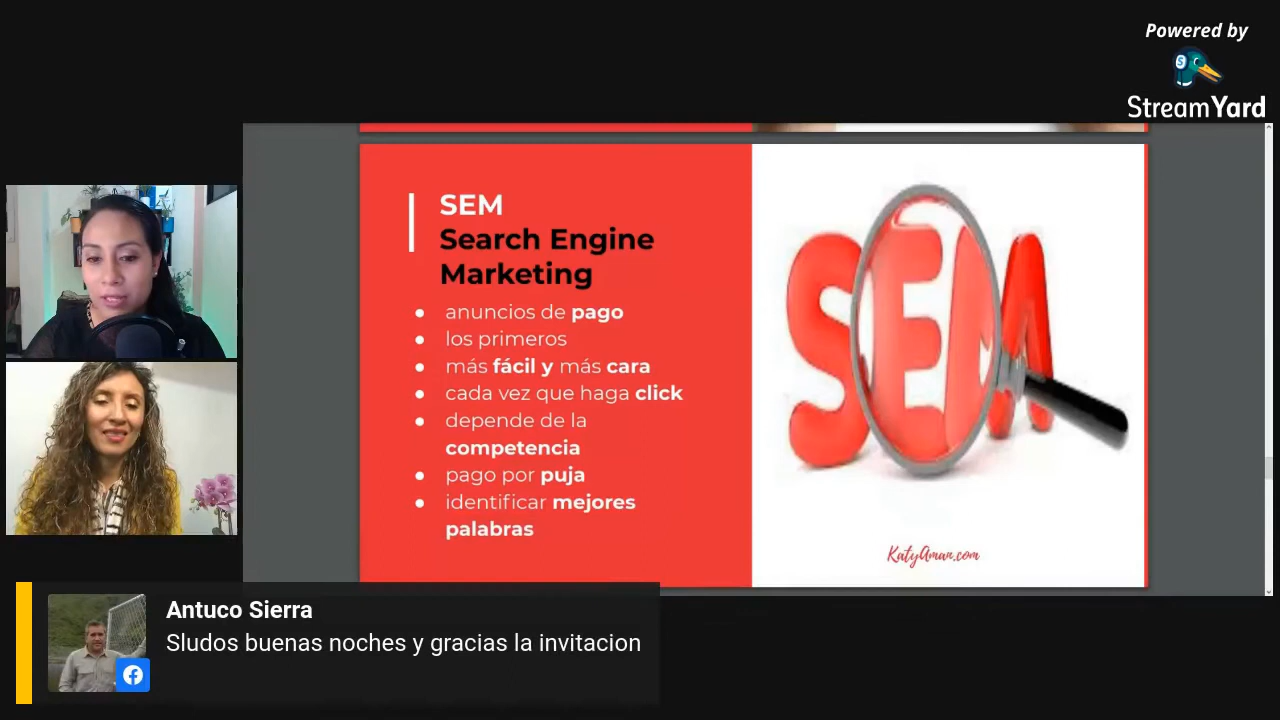 Powered by
StreamYard
SEM
Search Engine
Marketing
● anuncios de pago
● los primeros
● más fácil y más cara
● cada vez que haga click
● depende de la
competencia
● pago por puja
● identificar mejores
palabras
SEM
KatyAman.com
Antuco Sierra
Sludos buenas noches y gracias la invitacion